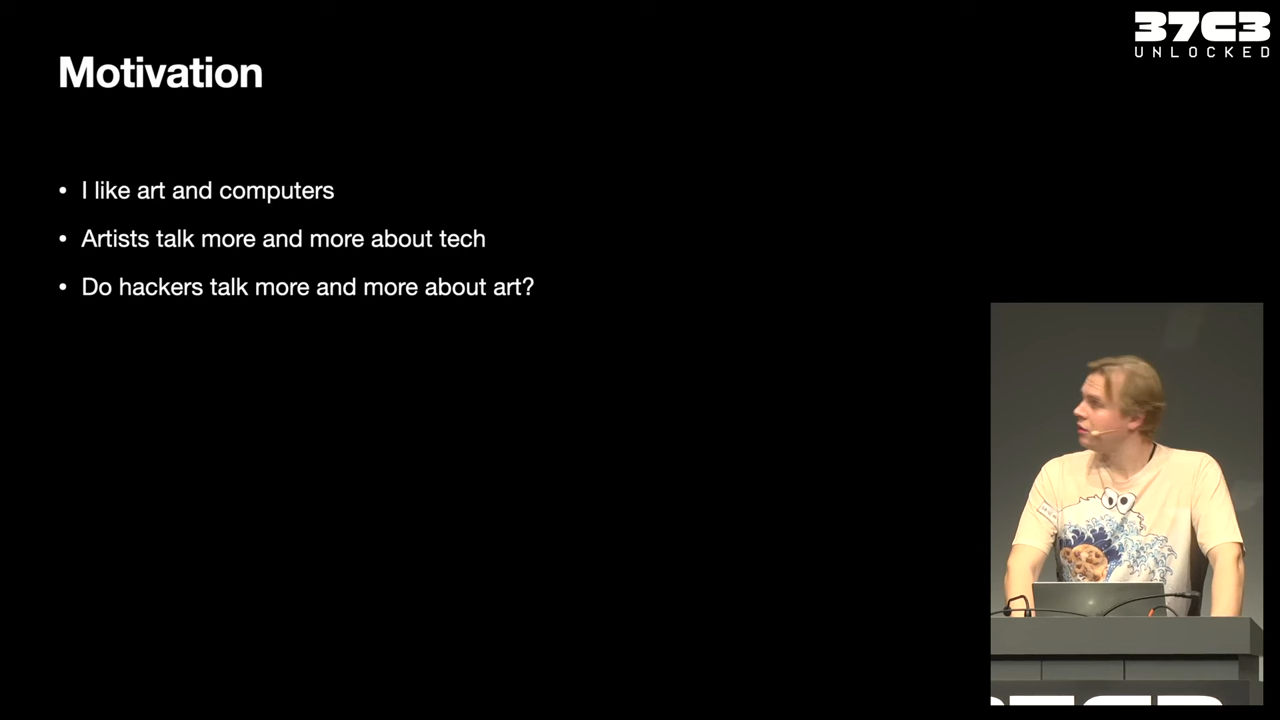 37C3
UNLOCKED
Motivation
• I like art and computers
• Artists talk more and more about tech
• Do hackers talk more and more about art?